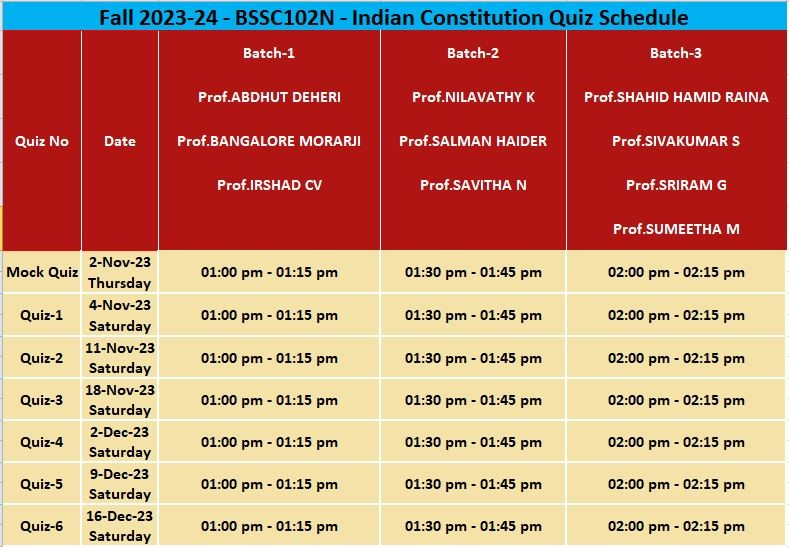 Fall 2023-24 - BSSC102N - Indian Constitution Quiz Schedule
Quiz No
Date
Batch-1
Prof.ABDHUT DEHERI
Prof.BANGALORE MORARJI
Prof.IRSHAD CV
Batch-2
Prof.NILAVATHY K
Prof.SALMAN HAIDER
Prof.SAVITHA N
Batch-3
Prof.SHAHID HAMID RAINA
Prof.SIVAKUMAR S
Prof.SRIRAM G
Prof.SUMEETHA M
Mock Quiz
2-Nov-23
Thursday
01:00 pm - 01:15 pm
01:30 pm - 01:45 pm
02:00 pm - 02:15 pm
Quiz-1
4-Nov-23
Saturday
01:00 pm - 01:15 pm
01:30 pm - 01:45 pm
02:00 pm - 02:15 pm
Quiz-2
11-Nov-23
Saturday
01:00 pm - 01:15 pm
01:30 pm - 01:45 pm
02:00 pm - 02:15 pm
Quiz-3
18-Nov-23
Saturday
01:00 pm - 01:15 pm
01:30 pm - 01:45 pm
02:00 pm - 02:15 pm
Quiz-4
2-Dec-23
Saturday
01:00 pm - 01:15 pm
01:30 pm - 01:45 pm
02:00 pm - 02:15 pm
Quiz-5
9-Dec-23
Saturday
01:00 pm - 01:15 pm
01:30 pm - 01:45 pm
02:00 pm - 02:15 pm
Quiz-6
16-Dec-23
Saturday
01:00 pm - 01:15 pm
01:30 pm - 01:45 pm
02:00 pm - 02:15 pm